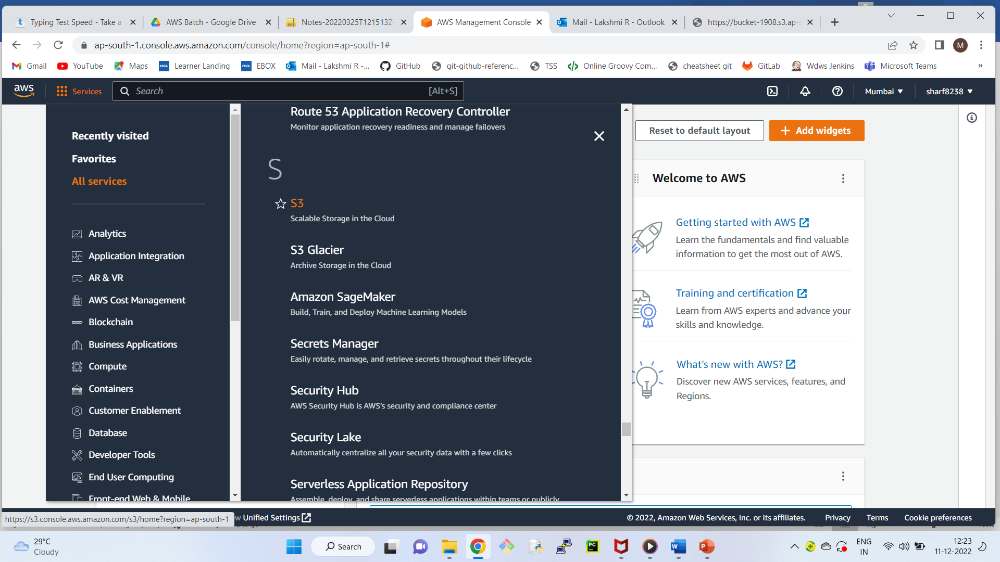 Typing Test Speed - Take a
AWS Batch - Google Drive
Notes-20220325T121513Z-
AWS Management Console
Mail - Lakshmi R - Outlook
https://bucket-1908.s3.ap-s
ap-south-1.console.aws.amazon.com/console/home?region=ap-south-1#
M
Gmail
YouTube
Maps
HCL
Learner Landing
HCL
EBOX
Mail - Lakshmi R -...
GitHub
git-github-referenc...
TSS
Online Groovy Com...
cheatsheet git
GitLab
Wdws Jenkins
Microsoft Teams
»
aws
Services
Search
[Alt+S]
Mumbai
sharf8238
Recently visited
Favorites
All services
Analytics
Application Integration
AR & VR
AWS Cost Management
Blockchain
Business Applications
Compute
Containers
Customer Enablement
Database
Developer Tools
End User Computing
Front-end Web & Mobile
Route 53 Application Recovery Controller
Monitor application recovery readiness and manage failovers
S
S3
Scalable Storage in the Cloud
S3 Glacier
Archive Storage in the Cloud
Amazon SageMaker
Build, Train, and Deploy Machine Learning Models
Secrets Manager
Easily rotate, manage, and retrieve secrets throughout their lifecycle
Security Hub
AWS Security Hub is AWS's security and compliance center
Security Lake
Automatically centralize all your security data with a few clicks
Serverless Application Repository
Assemble, deploy, and share serverless applications within teams or publicly
Reset to default layout
Add widgets
Welcome to AWS
Getting started with AWS
Learn the fundamentals and find valuable
information to get the most out of AWS.
Training and certification
Learn from AWS experts and advance your
skills and knowledge.
What's new with AWS?
Discover new AWS services, features, and
Regions.
https://s3.console.aws.amazon.com/s3/home?region=ap-south-1
w Unified Settings
© 2022, Amazon Web Services, Inc. or its affiliates.
Privacy
Terms
Cookie preferences
29°C
Cloudy
Search
PC
W
P
ENG
IN
12:23
11-12-2022